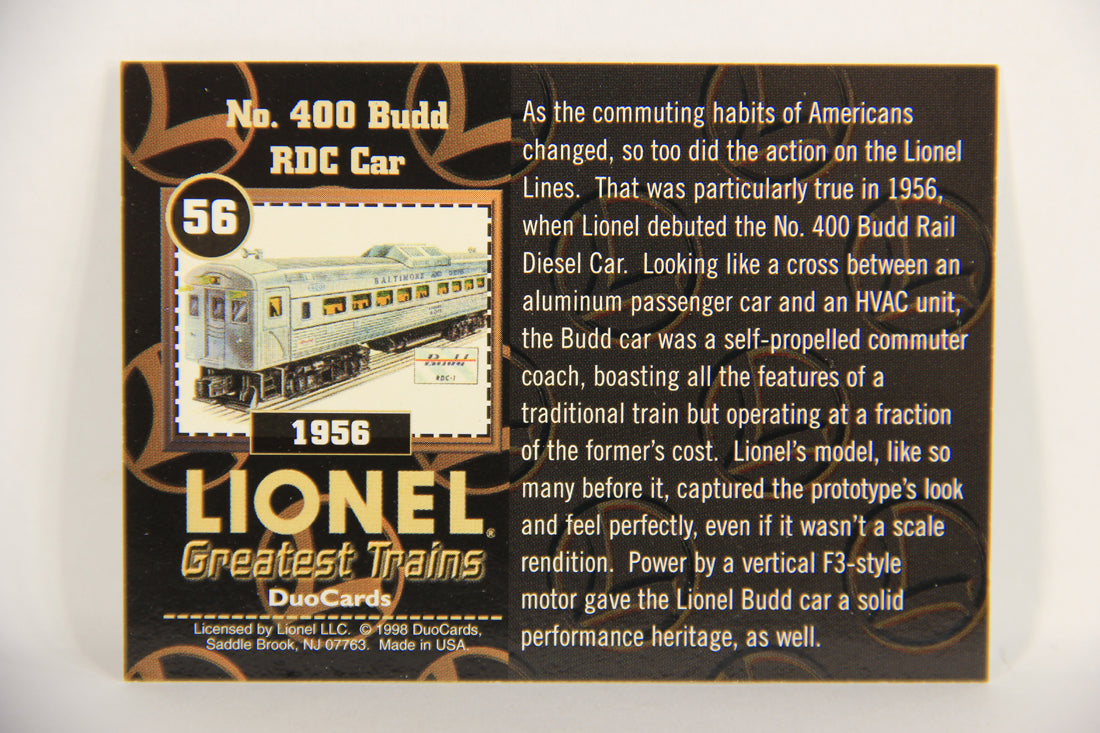 No. 400 Budd
RDC Car
56
BALTIMORE AND OHIO
Budd
RDC-1
1956
LIONEL®
Greatest Trains
DuoCards
Licensed by Lionel LLC. © 1998 DuoCards,
Saddle Brook, NJ 07763. Made in USA.
As the commuting habits of Americans
changed, so too did the action on the Lionel
Lines. That was particularly true in 1956,
when Lionel debuted the No. 400 Budd Rail
Diesel Car. Looking like a cross between an
aluminum passenger car and an HVAC unit,
the Budd car was a self-propelled commuter
coach, boasting all the features of a
traditional train but operating at a fraction
of the former's cost. Lionel's model, like so
many before it, captured the prototype's look
and feel perfectly, even if it wasn't a scale
rendition. Power by a vertical F3-style
motor gave the Lionel Budd car a solid
performance heritage, as well.